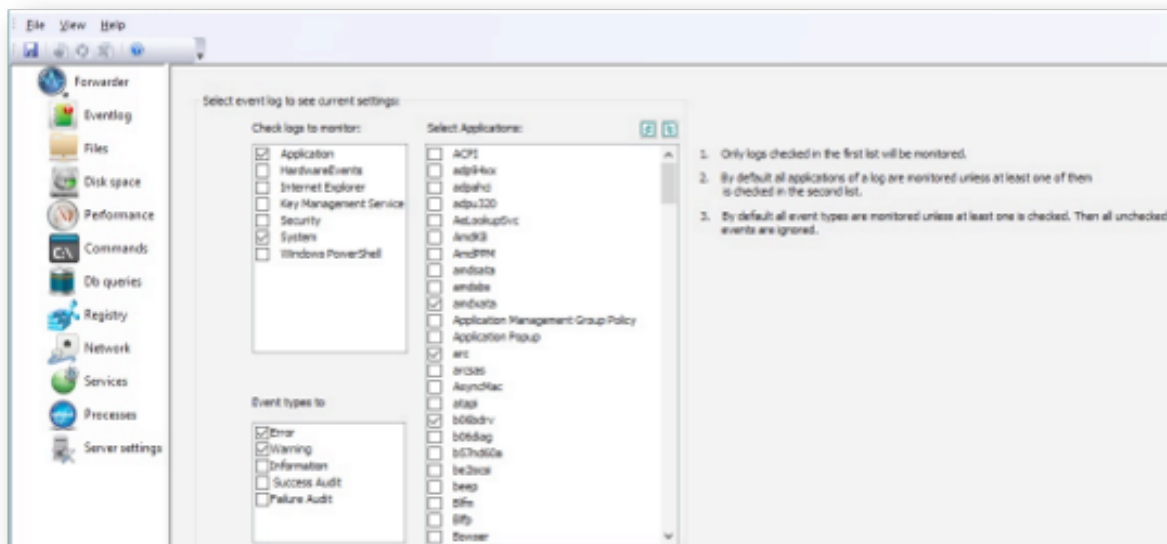 File View Help
Forwarder
Eventlog
Files
Disk space
Performance
Commands
Db queries
Registry
Network
Services
Processes
Server settings
Select event log to see current settings:
Check logs to monitor:
Application
HardwareEvents
Internet Explorer
Key Management Service
Security
System
Windows PowerShell
Event types to
Error
Warning
Information
Success Audit
Failure Audit
Select Applications:
ACPI
adp94xx
adpahci
adpu320
AeLookupSvc
AmdK8
AmdPPM
amdsata
amdsbs
amdxata
Application Management Group Policy
Application Popup
arc
arcsas
AsyncMac
atapi
b06bdrv
b06diag
b57nd60a
be2iscsi
beep
Bowser
1. Only logs checked in the first list will be monitored.
2. By default all applications of a log are monitored unless at least one of them
is checked in the second list.
3. By default all event types are monitored unless at least one is checked. Then all unchecked
events are ignored.